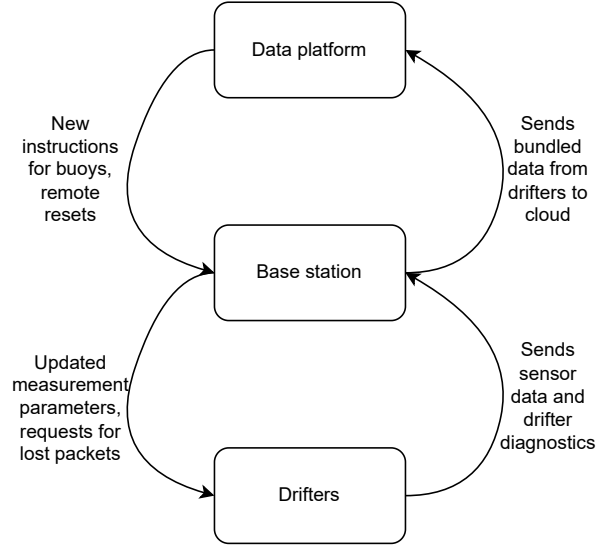 Data platform
New
instructions
for buoys,
remote
resets
Sends
bundled
data from
drifters to
cloud
Base station
Updated
measurement
parameters,
requests for
lost packets
Sends
sensor
data and
drifter
diagnostics
Drifters